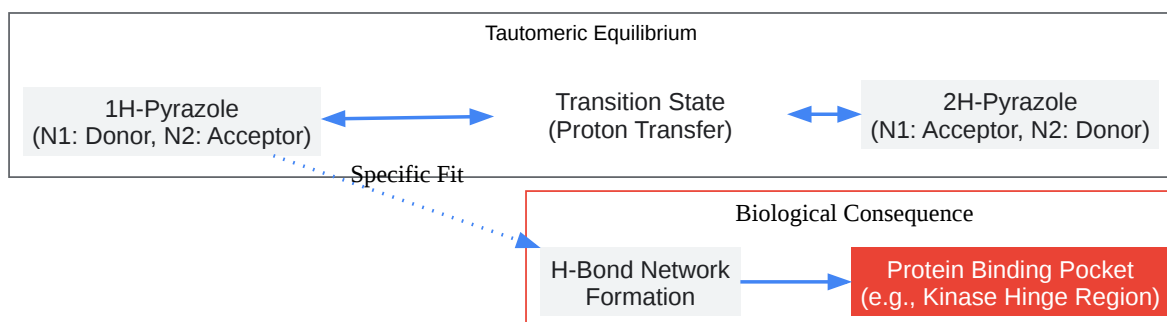 Tautomeric Equilibrium
1H-Pyrazole
(N1: Donor, N2: Acceptor)
Transition State
(Proton Transfer)
2H-Pyrazole
(N1: Acceptor, N2: Donor)
Specific Fit
Biological Consequence
H-Bond Network
Formation
Protein Binding Pocket
(e.g., Kinase Hinge Region)